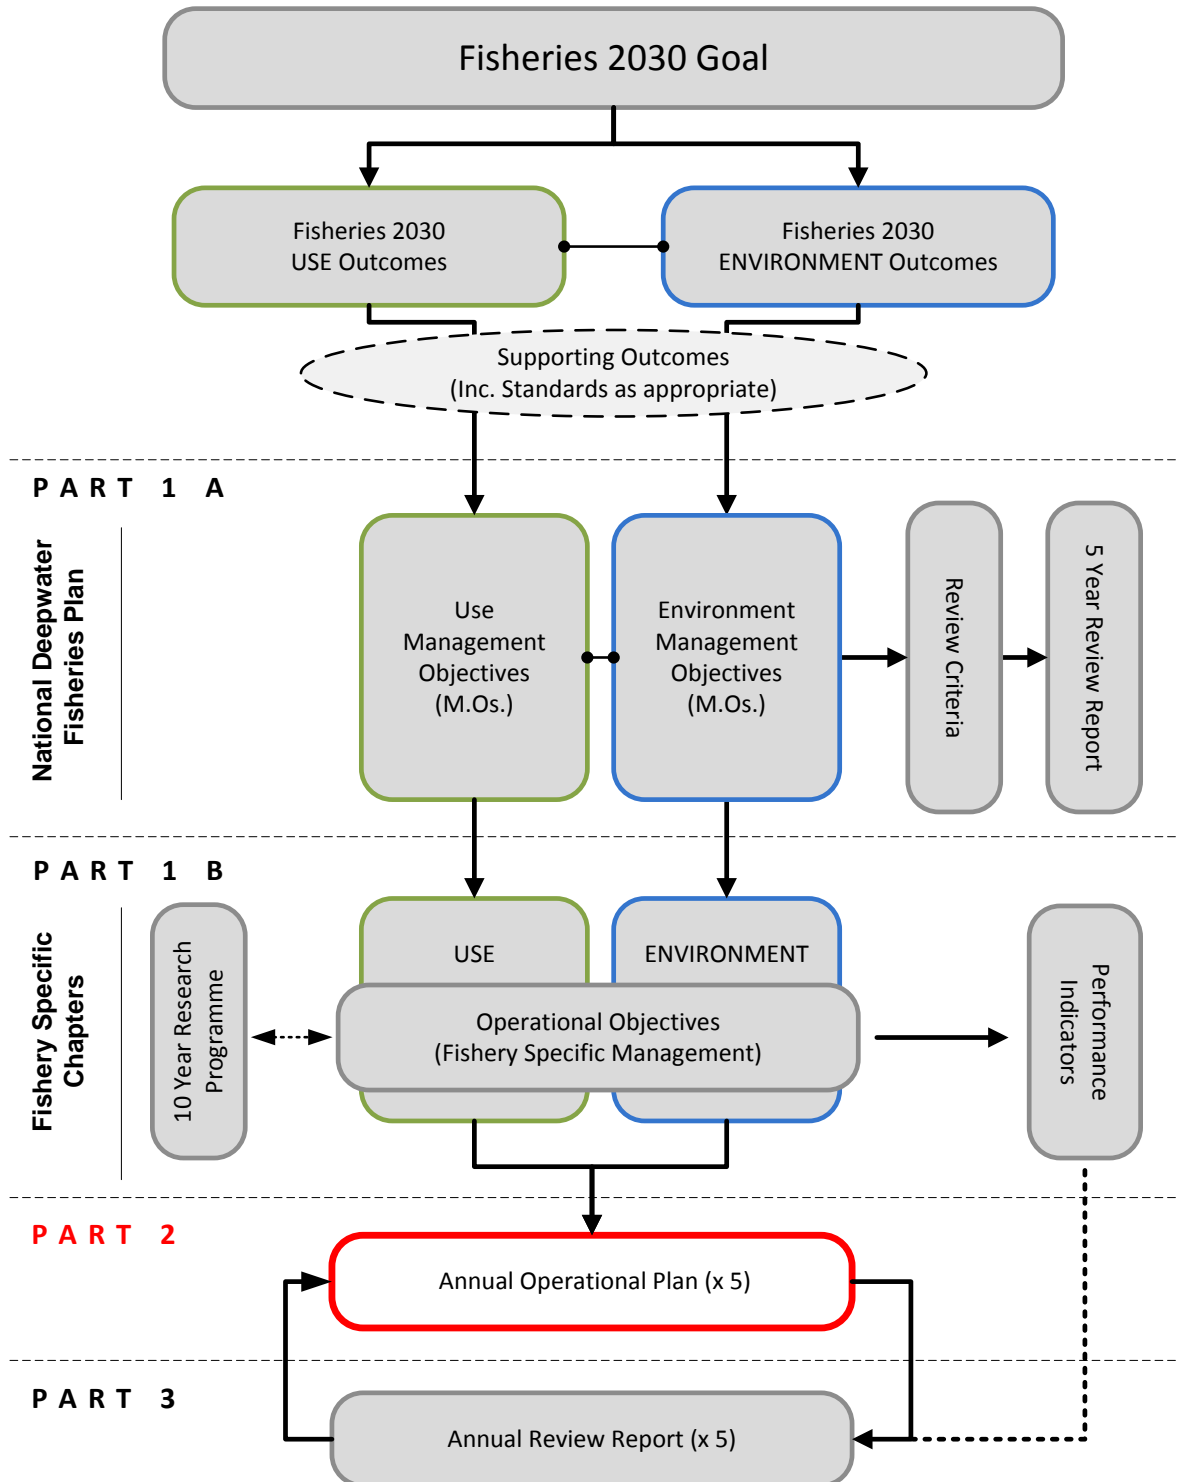 Fisheries 2030 Goal
Fisheries 2030
USE Outcomes
Fisheries 2030
ENVIRONMENT Outcomes
Supporting Outcomes
(Inc. Standards as appropriate)
PART 1 A
National Deepwater
Fisheries Plan
Use
Management
Objectives
(M.Os.)
Environment
Management
Objectives
(M.Os.)
Review Criteria
5 Year Review Report
PART 1 B
Fishery Specific
Chapters
10 Year Research
Programme
USE
ENVIRONMENT
Operational Objectives
(Fishery Specific Management)
Performance
Indicators
PART 2
Annual Operational Plan (x 5)
PART 3
Annual Review Report (x 5)